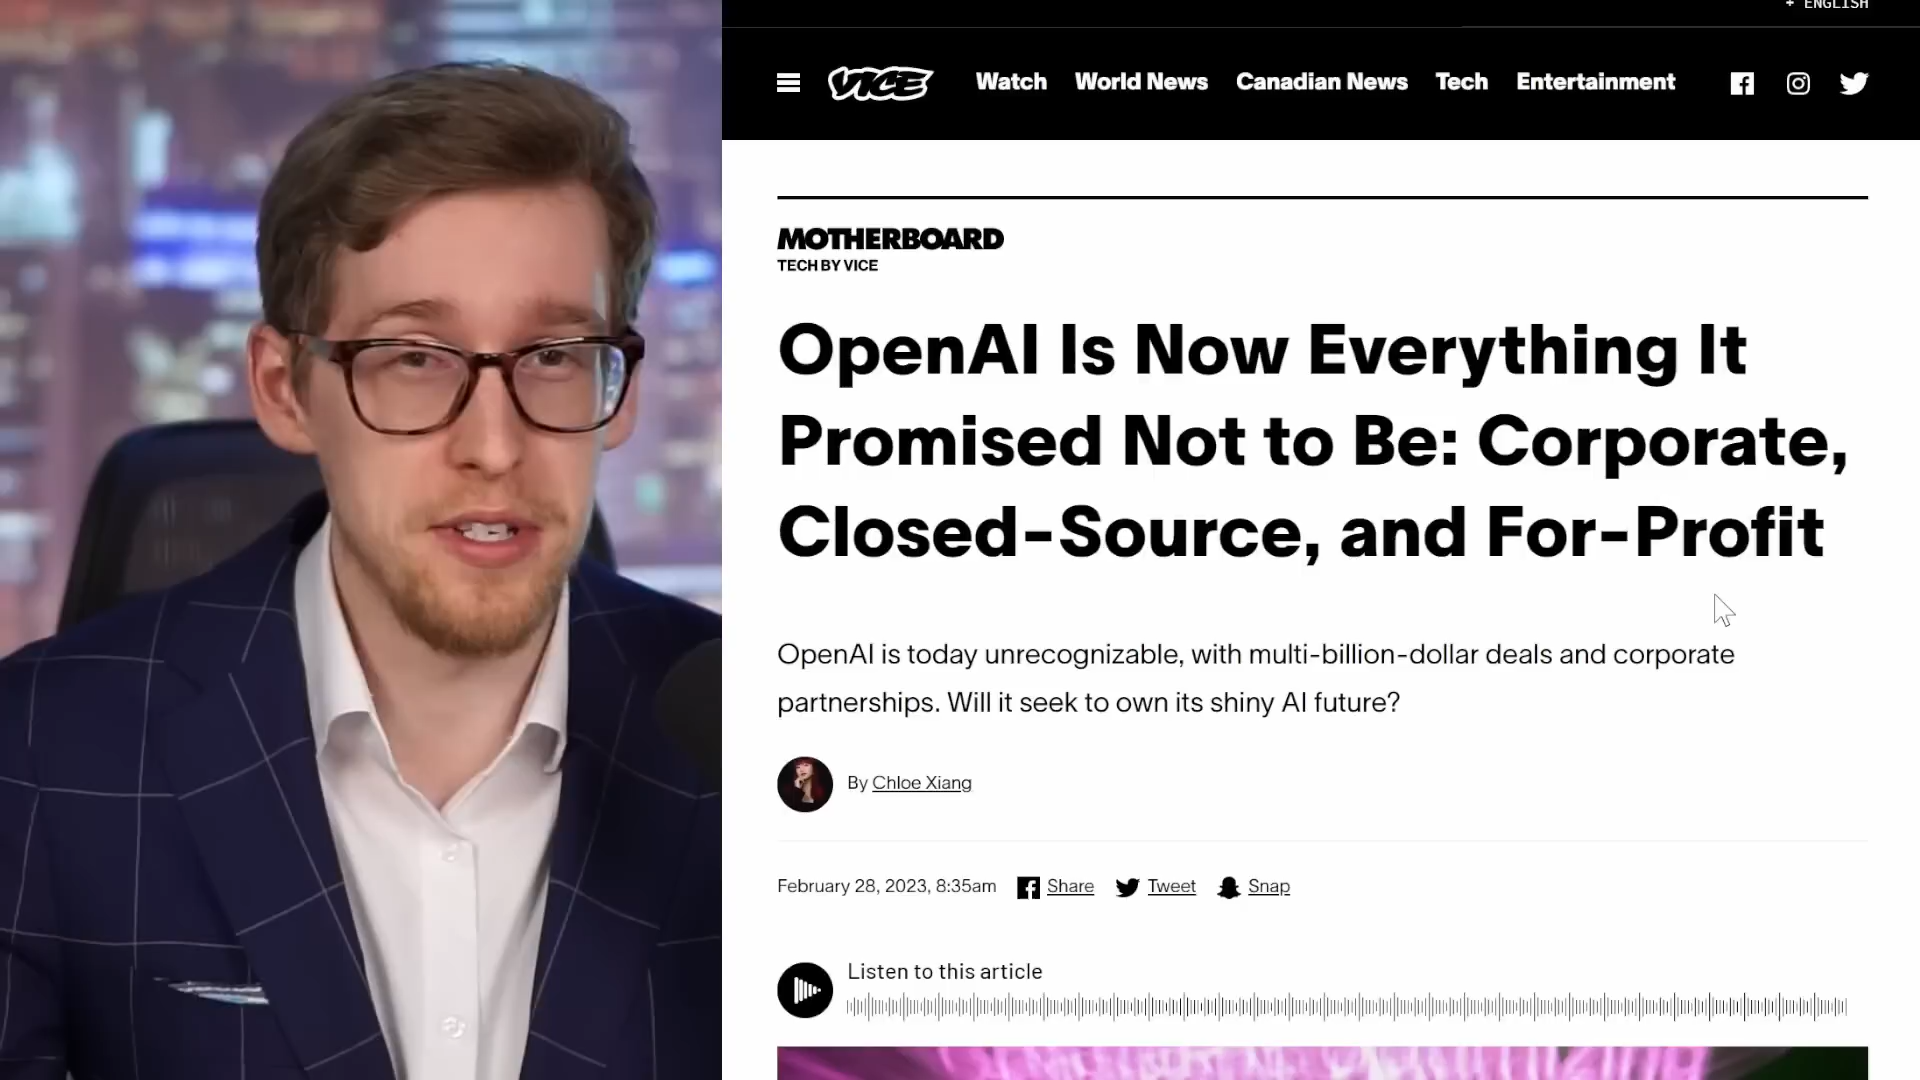 + ENGLISH
VICE
Watch World News Canadian News Tech Entertainment
MOTHERBOARD
TECH BY VICE
OpenAI Is Now Everything It
Promised Not to Be: Corporate,
Closed-Source, and For-Profit
OpenAI is today unrecognizable, with multi-billion-dollar deals and corporate
partnerships. Will it seek to own its shiny AI future?
By Chloe Xiang
February 28, 2023, 8:35am Share Tweet Snap
Listen to this article